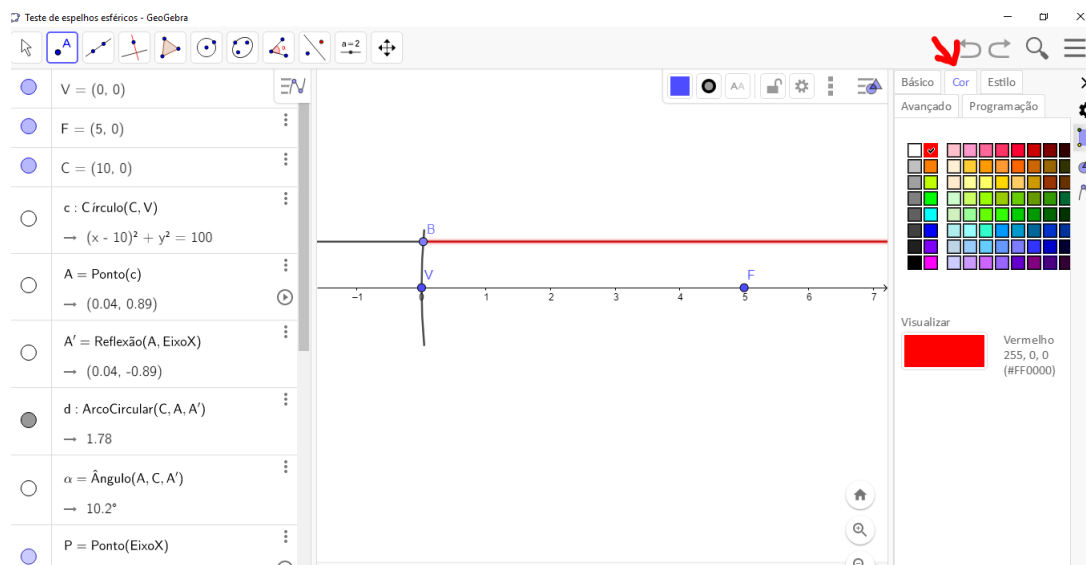 Teste de espelhos esféricos - GeoGebra
A
a=2
V = (0, 0)
F = (5, 0)
C = (10, 0)
c : Círculo(C, V)
→ (x - 10)² + y² = 100
A = Ponto(c)
→ (0.04, 0.89)
A′ = Reflexão(A, EixoX)
→ (0.04, -0.89)
d : ArcoCircular(C, A, A′)
→ 1.78
α = Ângulo(A, C, A′)
→ 10.2°
P = Ponto(EixoX)
AA
B
V
F
−1 0 1 2 3 4 5 6 7
Básico Cor Estilo
Avançado Programação
Visualizar
Vermelho
255, 0, 0
(#FF0000)